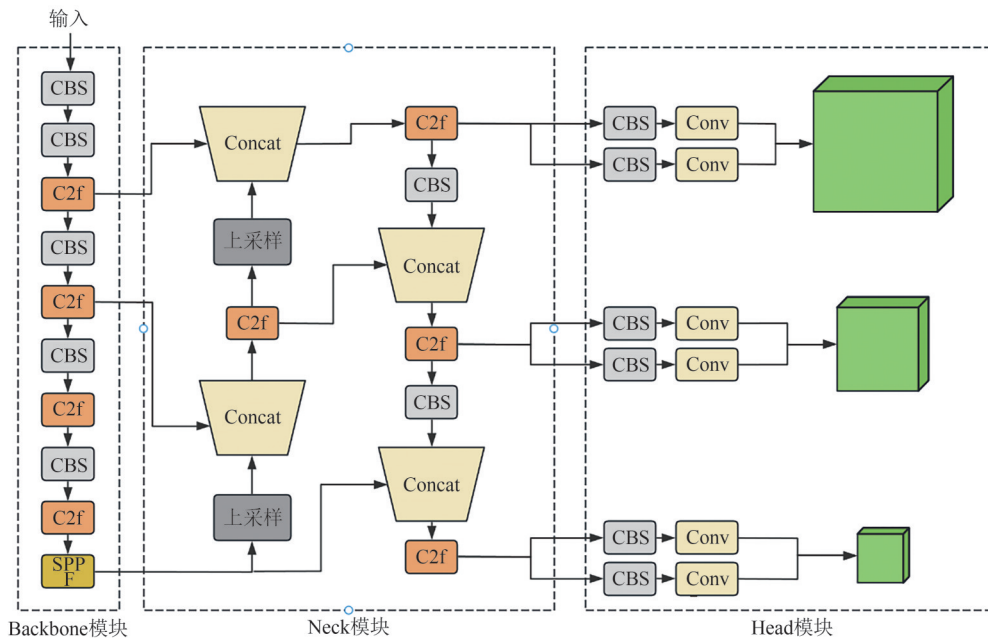 输入
CBS
CBS
C2f
CBS
C2f
CBS
C2f
CBS
C2f
SPP
F
Backbone模块
Concat
上采样
C2f
Concat
上采样
C2f
CBS
Concat
C2f
CBS
Concat
C2f
Neck模块
CBS
Conv
CBS
Conv
CBS
Conv
CBS
Conv
CBS
Conv
CBS
Conv
Head模块